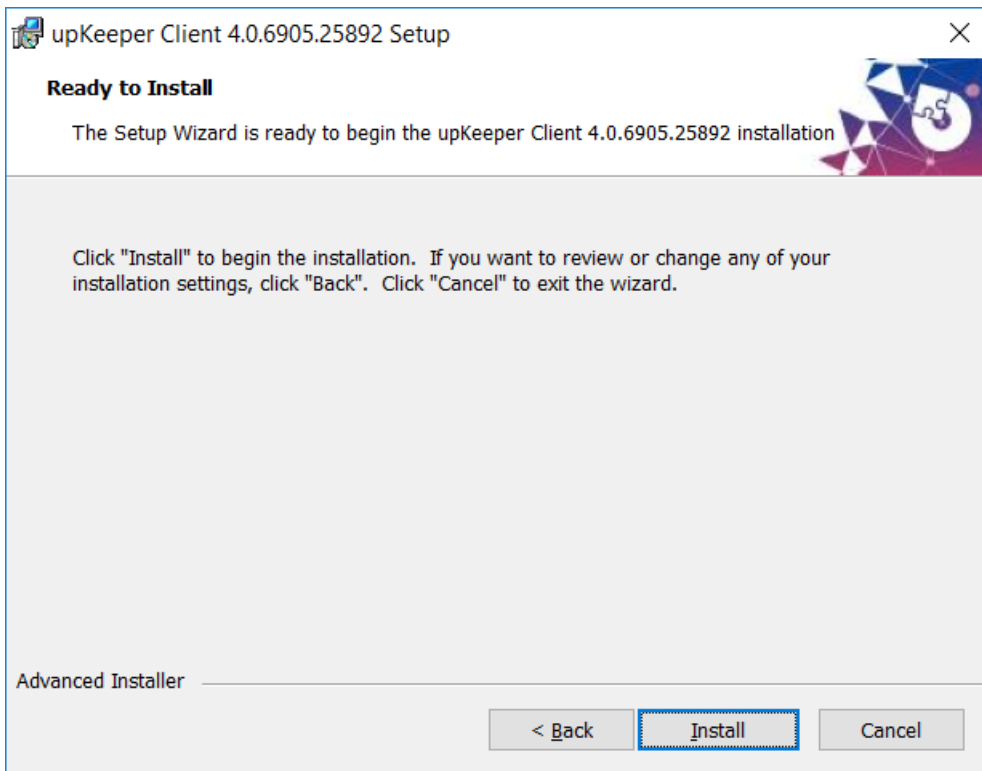 upKeeper Client 4.0.6905.25892 Setup
Ready to Install
The Setup Wizard is ready to begin the upKeeper Client 4.0.6905.25892 installation
Click "Install" to begin the installation.  If you want to review or change any of your
installation settings, click "Back".  Click "Cancel" to exit the wizard.
Advanced Installer
< Back
Install
Cancel